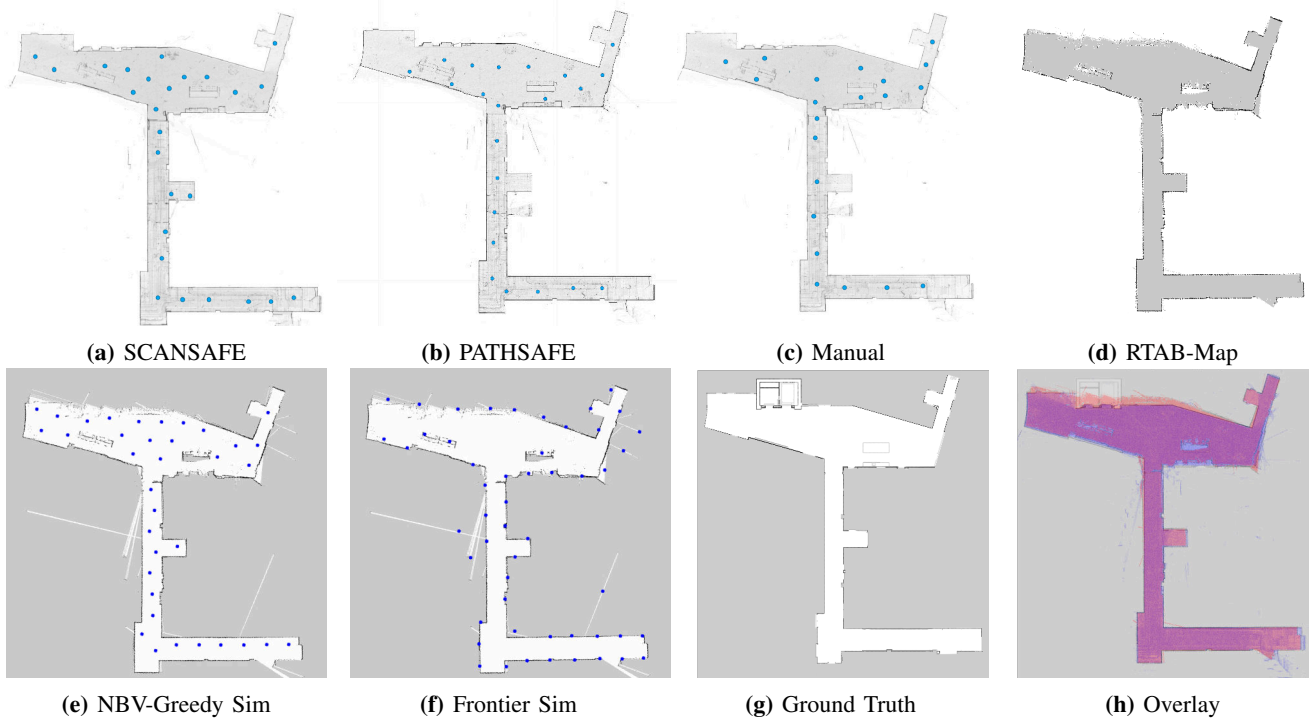 (a) SCANSAFE
(b) PATHSAFE
(c) Manual
(d) RTAB-Map
(e) NBV-Greedy Sim
(f) Frontier Sim
(g) Ground Truth
(h) Overlay